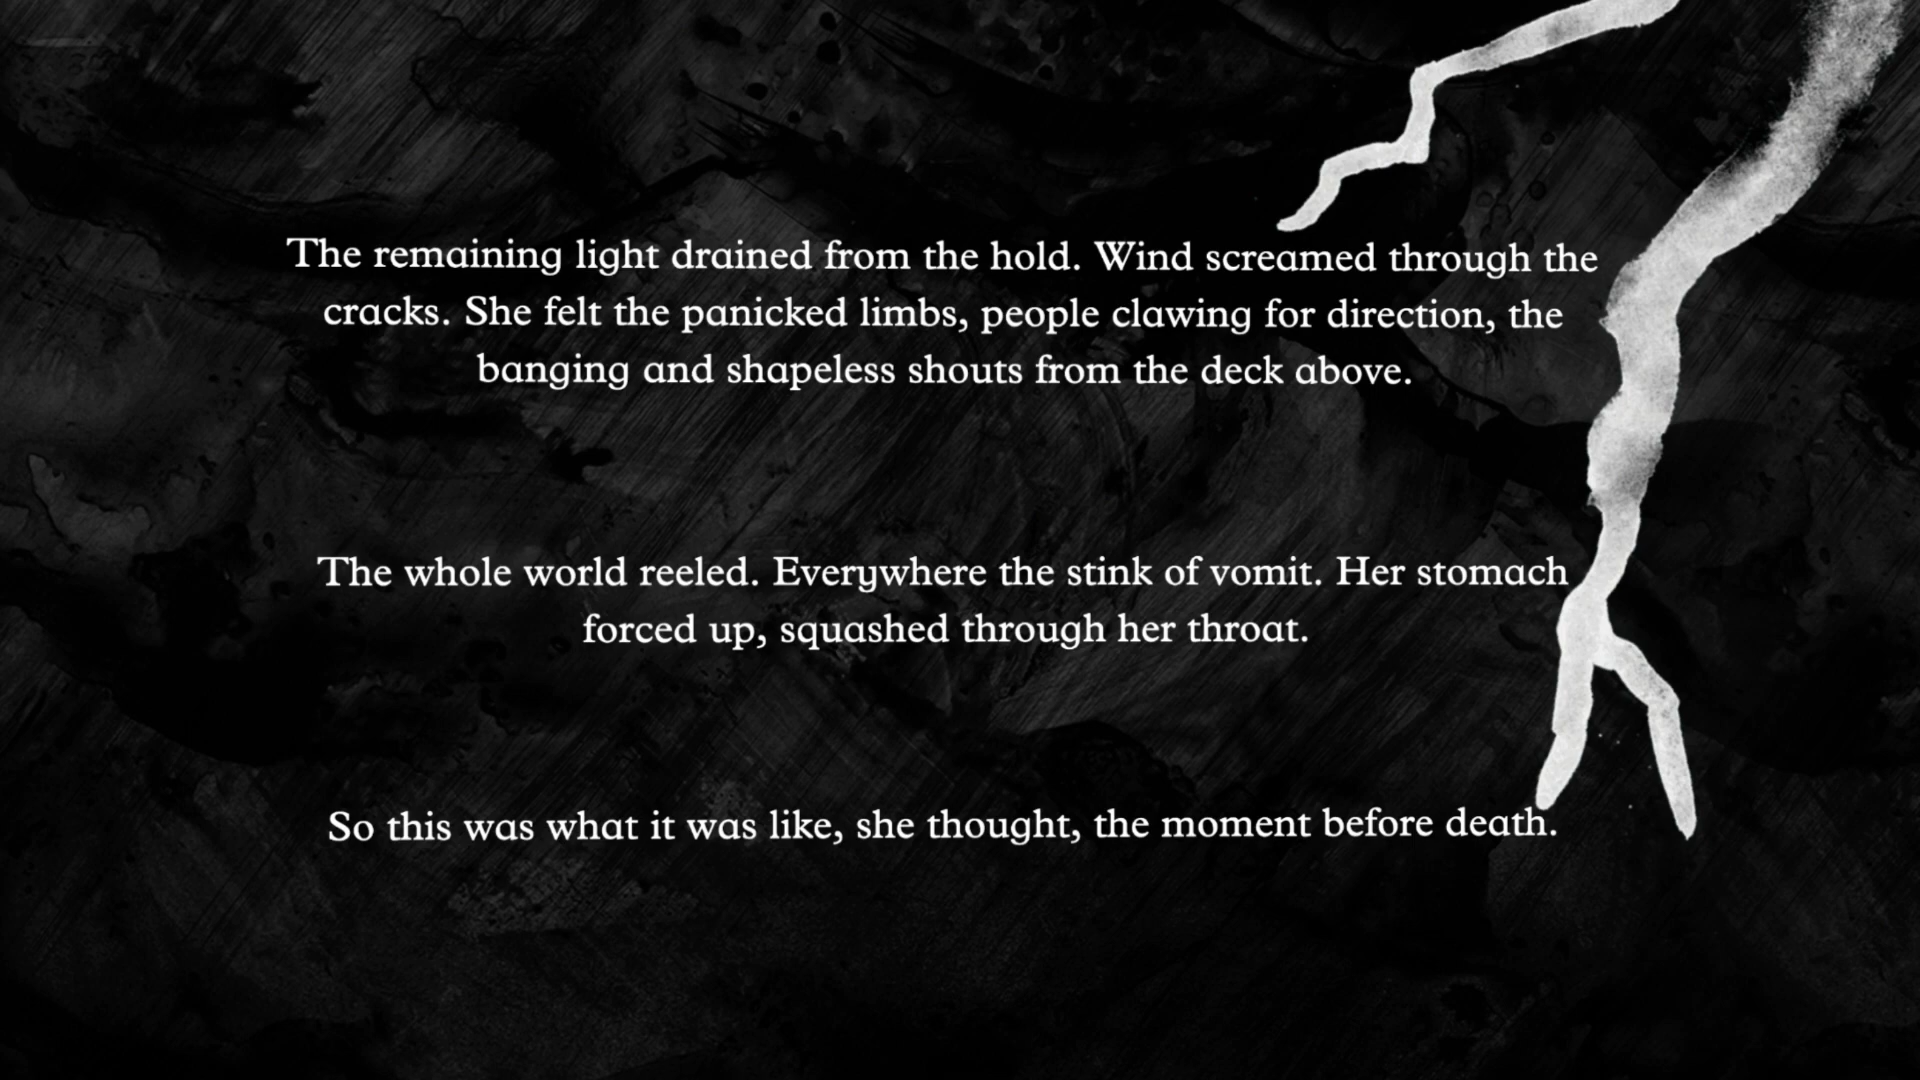 The remaining light drained from the hold. Wind screamed through the
cracks. She felt the panicked limbs, people clawing for direction, the
banging and shapeless shouts from the deck above.
The whole world reeled. Everywhere the stink of vomit. Her stomach
forced up, squashed through her throat.
So this was what it was like, she thought, the moment before death.